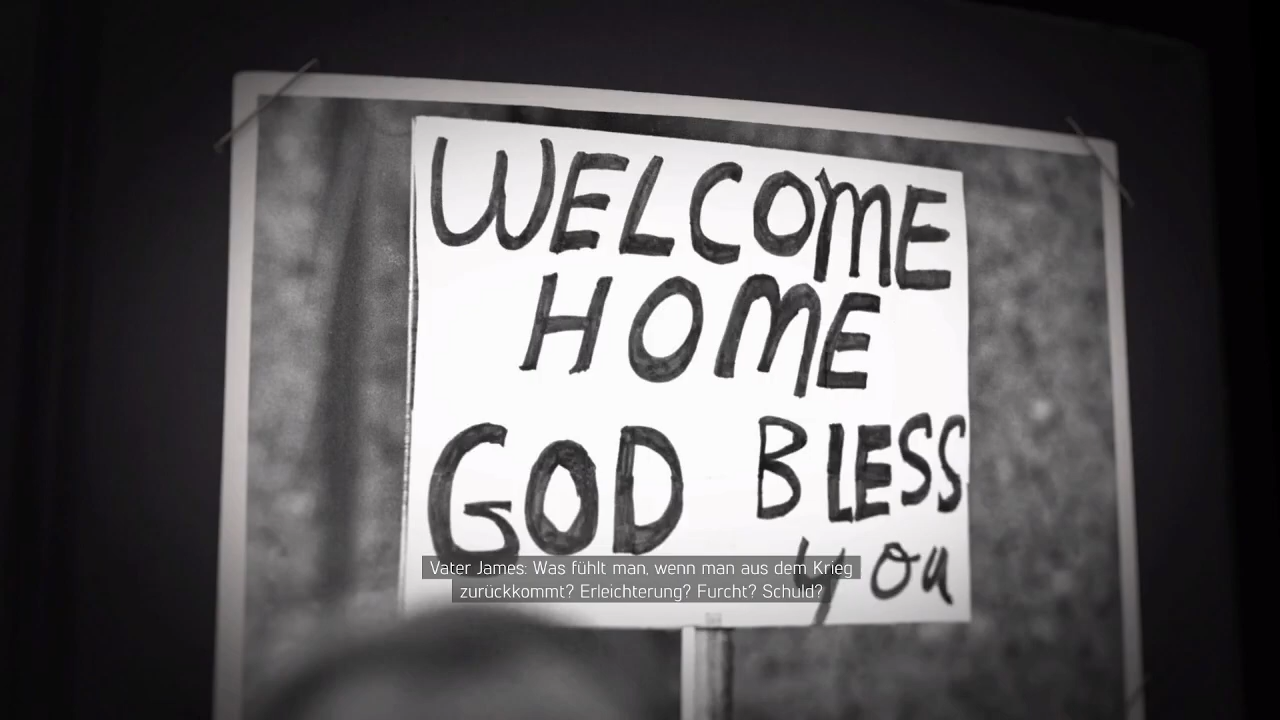 WELCOME
HOME
GOD BLESS
you
Vater James: Was fühlt man, wenn man aus dem Krieg
zurückkommt? Erleichterung? Furcht? Schuld?